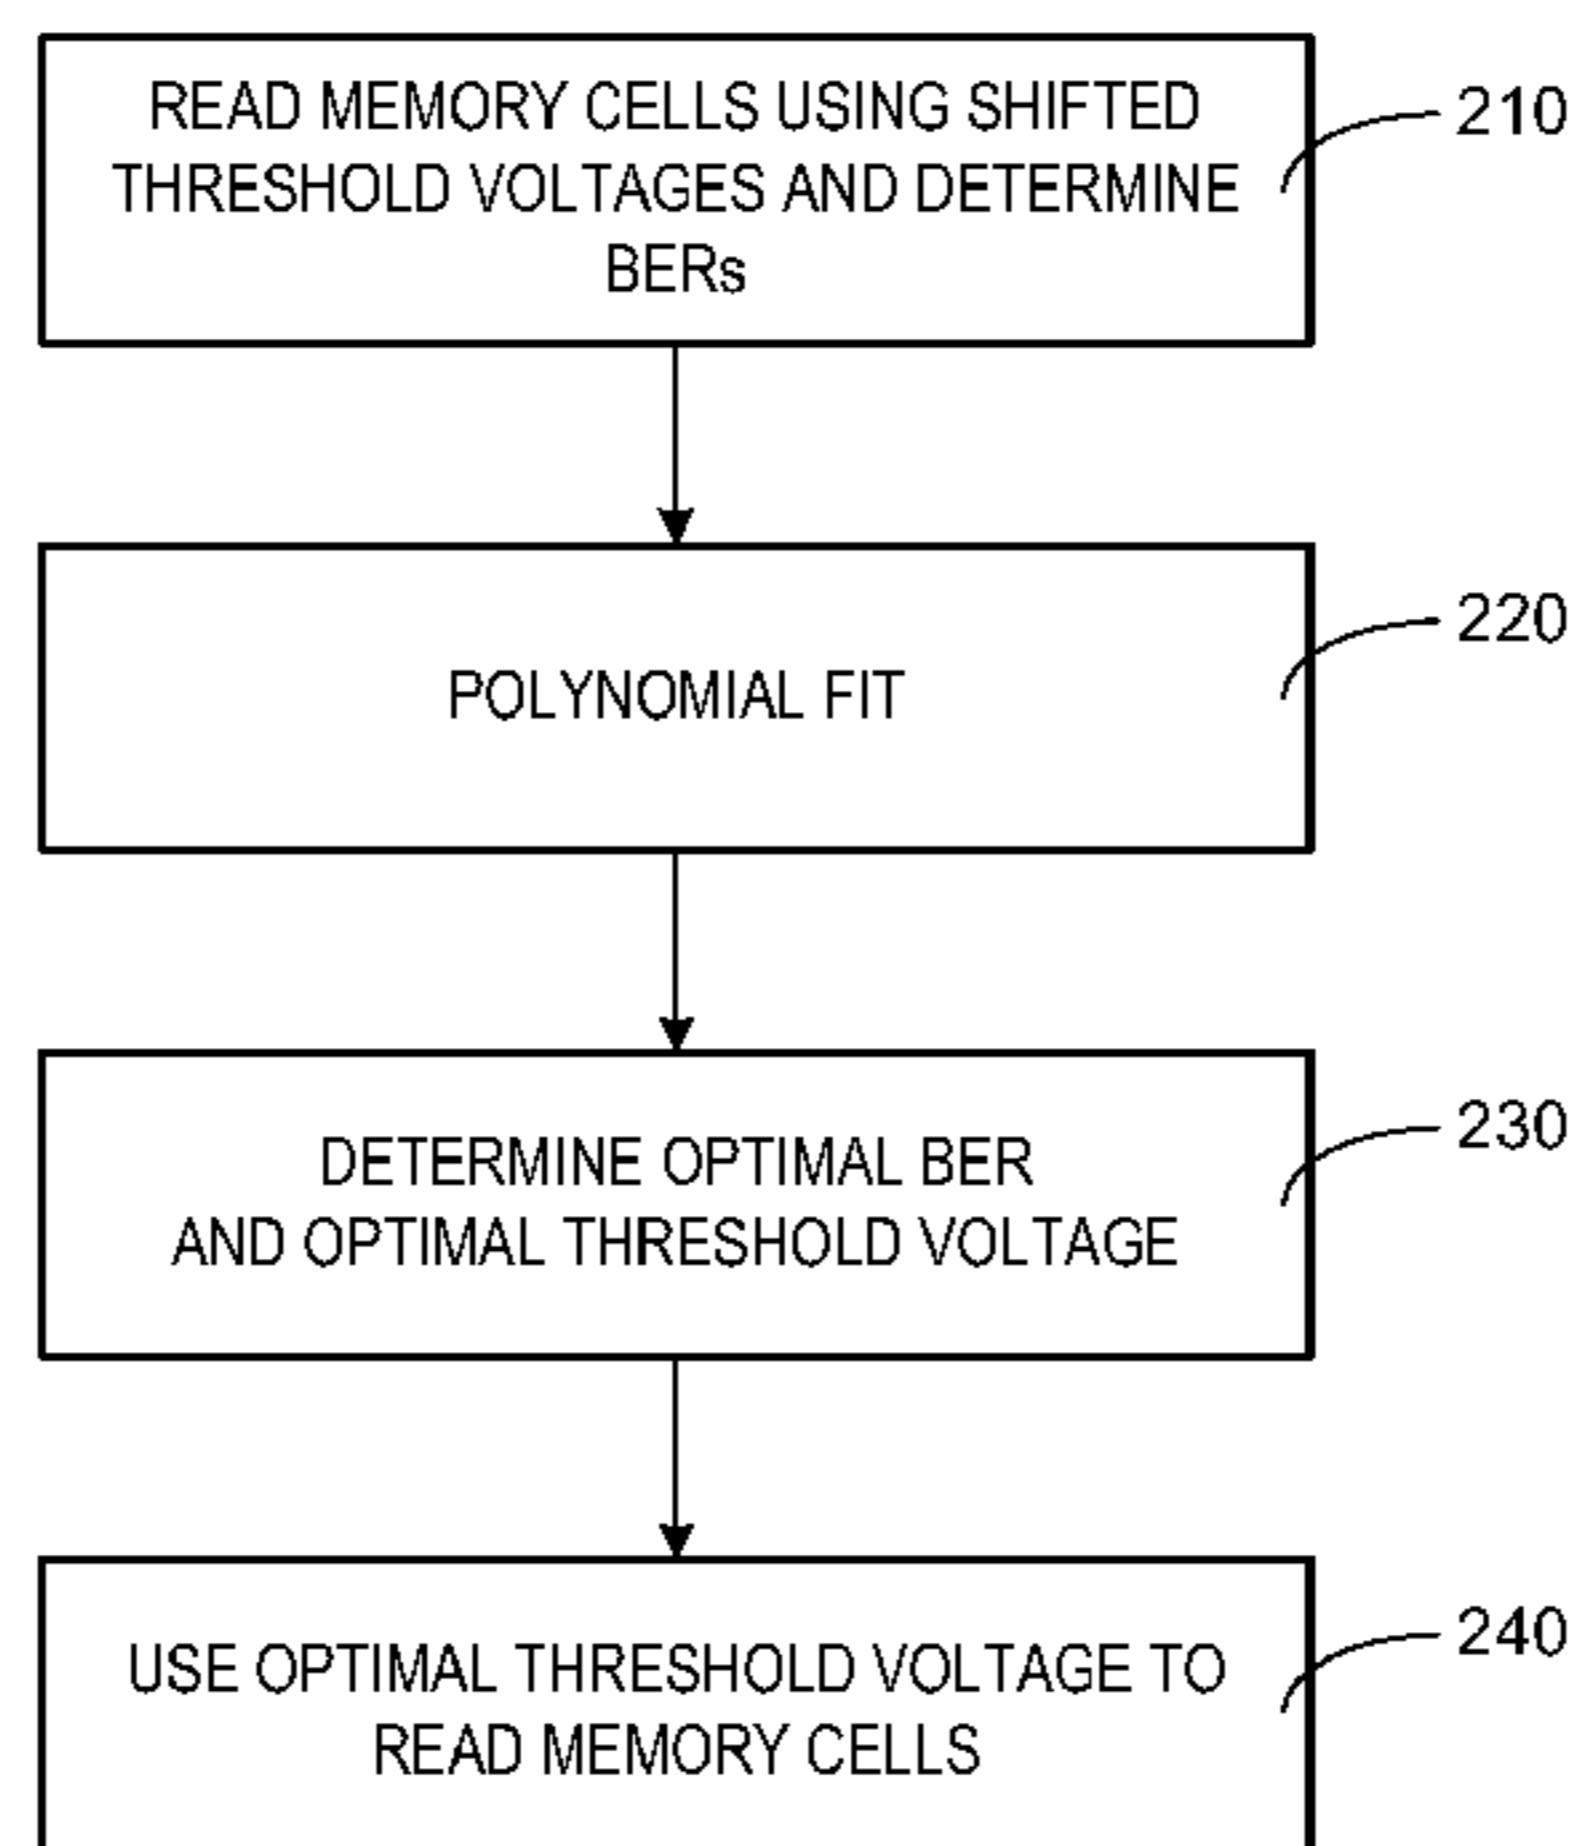 READ MEMORY CELLS USING SHIFTED
THRESHOLD VOLTAGES AND DETERMINE
BERs
210
POLYNOMIAL FIT
220
DETERMINE OPTIMAL BER
AND OPTIMAL THRESHOLD VOLTAGE
230
USE OPTIMAL THRESHOLD VOLTAGE TO
READ MEMORY CELLS
240